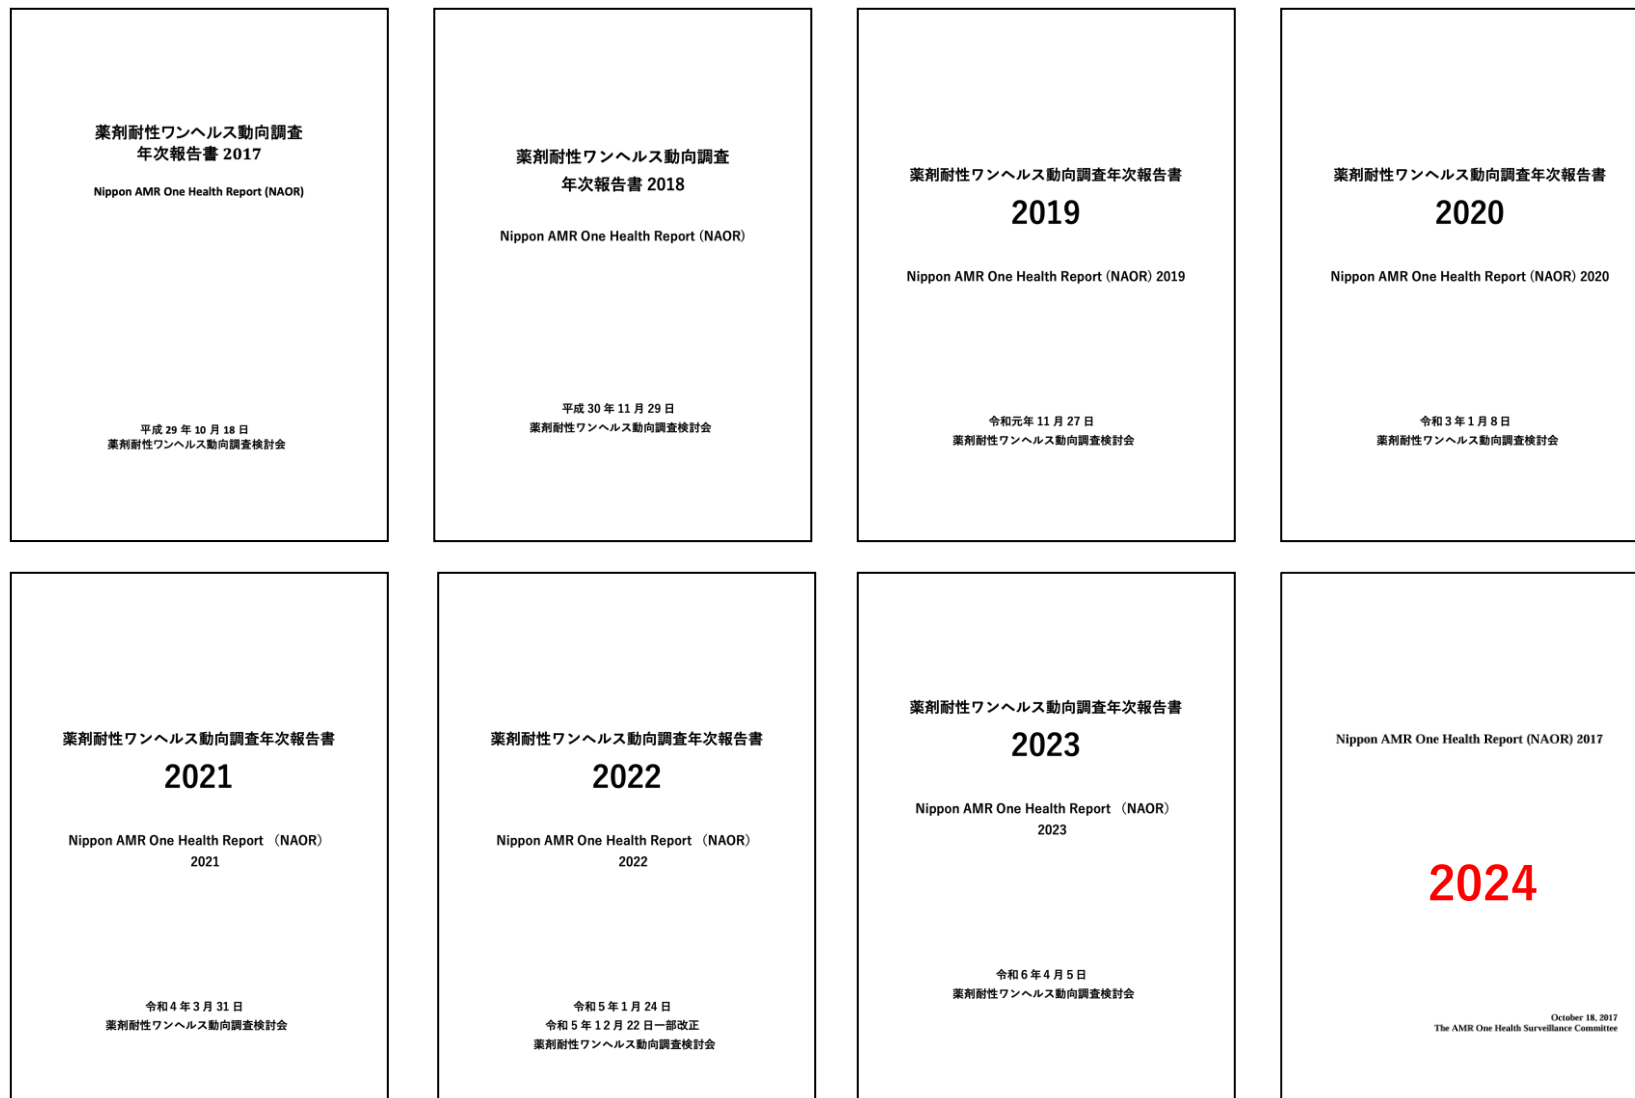 薬剤耐性ワンヘルス動向調査
年次報告書 2017
Nippon AMR One Health Report (NAOR)
平成 29 年 10 月 18 日
薬剤耐性ワンヘルス動向調査検討会
薬剤耐性ワンヘルス動向調査
年次報告書 2018
Nippon AMR One Health Report (NAOR)
平成 30 年 11 月 29 日
薬剤耐性ワンヘルス動向調査検討会
薬剤耐性ワンヘルス動向調査年次報告書
2019
Nippon AMR One Health Report (NAOR) 2019
令和元年 11 月 27 日
薬剤耐性ワンヘルス動向調査検討会
薬剤耐性ワンヘルス動向調査年次報告書
2020
Nippon AMR One Health Report (NAOR) 2020
令和 3 年 1 月 8 日
薬剤耐性ワンヘルス動向調査検討会
薬剤耐性ワンヘルス動向調査年次報告書
2021
Nippon AMR One Health Report （NAOR）
2021
令和 4 年 3 月 31 日
薬剤耐性ワンヘルス動向調査検討会
薬剤耐性ワンヘルス動向調査年次報告書
2022
Nippon AMR One Health Report （NAOR）
2022
令和 5 年 1 月 24 日
令和 5 年 1 2 月 22 日一部改正
薬剤耐性ワンヘルス動向調査検討会
薬剤耐性ワンヘルス動向調査年次報告書
2023
Nippon AMR One Health Report （NAOR）
2023
令和 6 年 4 月 5 日
薬剤耐性ワンヘルス動向調査検討会
Nippon AMR One Health Report (NAOR) 2017
2024
October 18, 2017
The AMR One Health Surveillance Committee